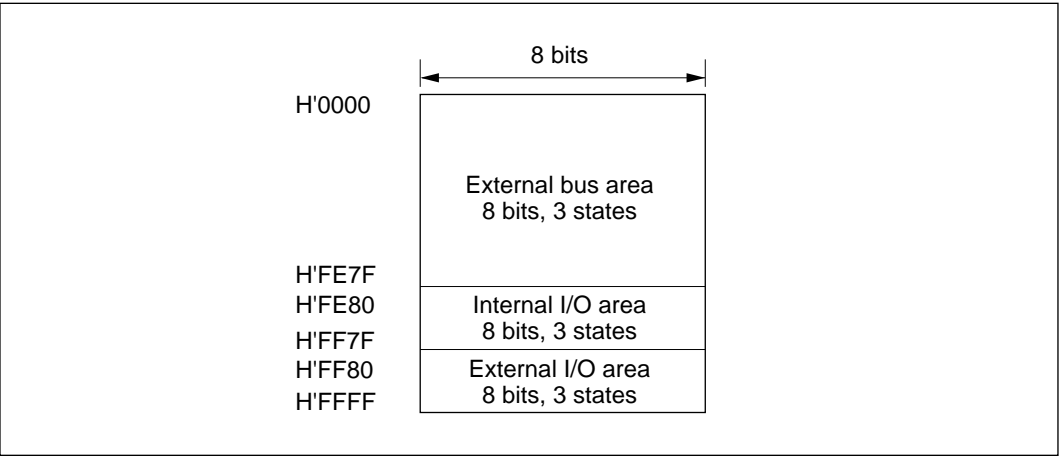 8 bits
H'0000
External bus area
8 bits, 3 states
H'FE7F
H'FE80
Internal I/O area
8 bits, 3 states
H'FF7F
H'FF80
External I/O area
8 bits, 3 states
H'FFFF